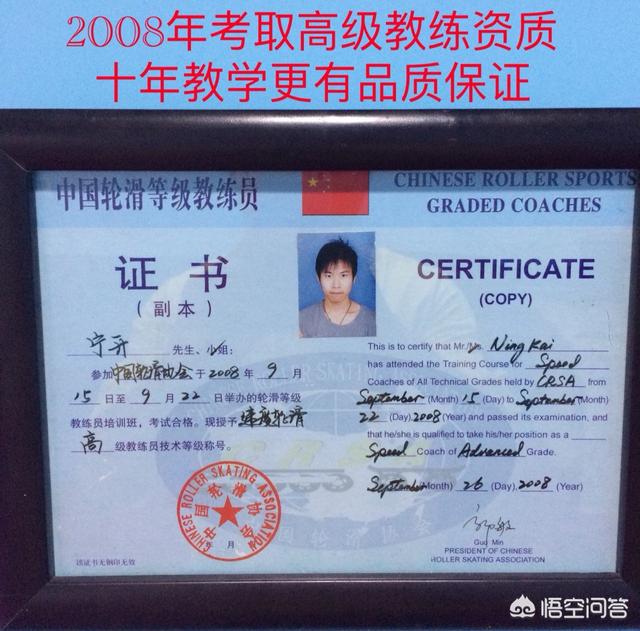 2008年考取高级教练资质
十年教学更有品质保证
中国轮滑等级教练员
CHINESE ROLLER SPORTS
GRADED COACHES
证书
(副本)
CERTIFICATE
(COPY)
宁开 先生、小姐:
参加中国轮滑协会于2008年9月
15日至9月22日举办的轮滑等级
教练员培训班，考试合格。现授予速度轮滑
高级教练员技术等级称号。
年 月
CHINESE ROLLER SKATING ASSOCIATION
中国轮滑协会
该证书无钢印无效
This is to certify that Mr./Ms. Ning Kai
has attended the Training Course for Speed
Coaches of All Technical Grades held by CRSA from
September (Month) 15 (Day) to September (Month)
22 (Day), 2008 (Year) and passed its examination, and
that he/she is qualified to take his/her position as a
Speed Coach of Advanced Grade.
September (Month) 26 (Day), 2008 (Year)
Guo Min
PRESIDENT OF CHINESE
ROLLER SKATING ASSOCIATION
悟空问答